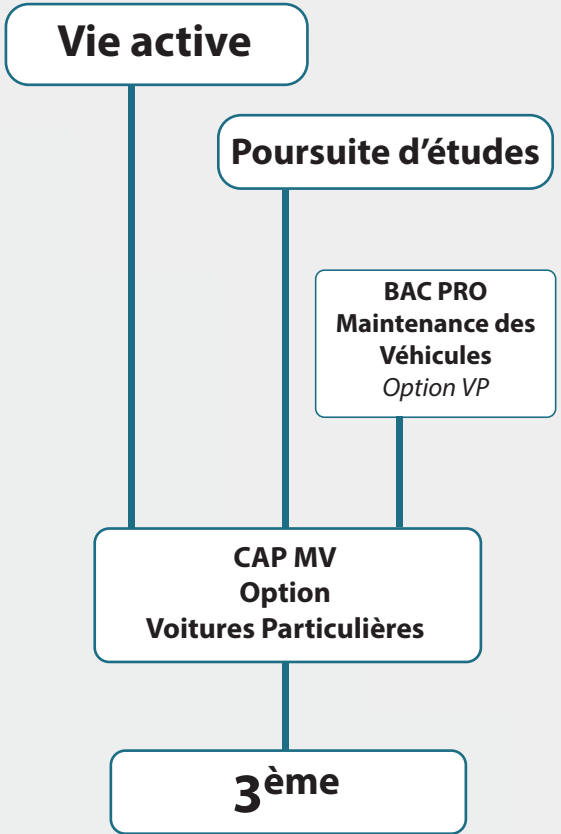 Vie active
Poursuite d'études
BAC PRO
Maintenance des
Véhicules
Option VP
CAP MV
Option
Voitures Particulières
3ème